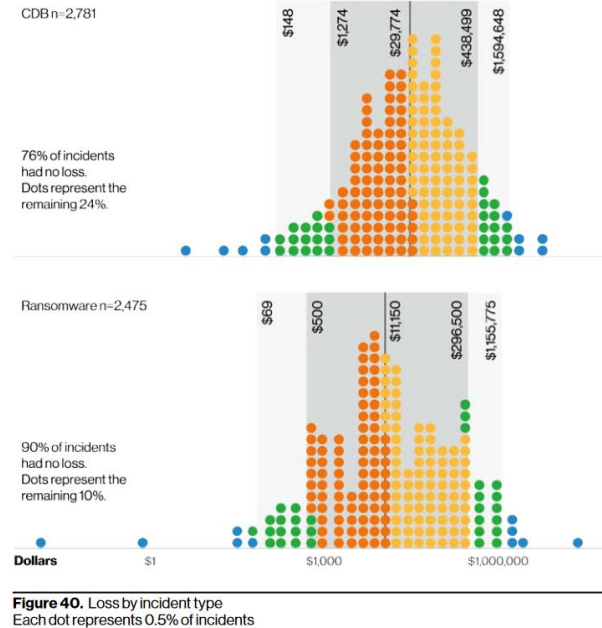 CDB n=2,781
$148
$1,274
$29,774
$438,499
$1,594,648
76% of incidents
had no loss.
Dots represent the
remaining 24%.
Ransomware n=2,475
$69
$500
$11,150
$296,500
$1,155,775
90% of incidents
had no loss.
Dots represent the
remaining 10%.
Dollars $1 $1,000 $1,000,000
Figure 40. Loss by incident type
Each dot represents 0.5% of incidents